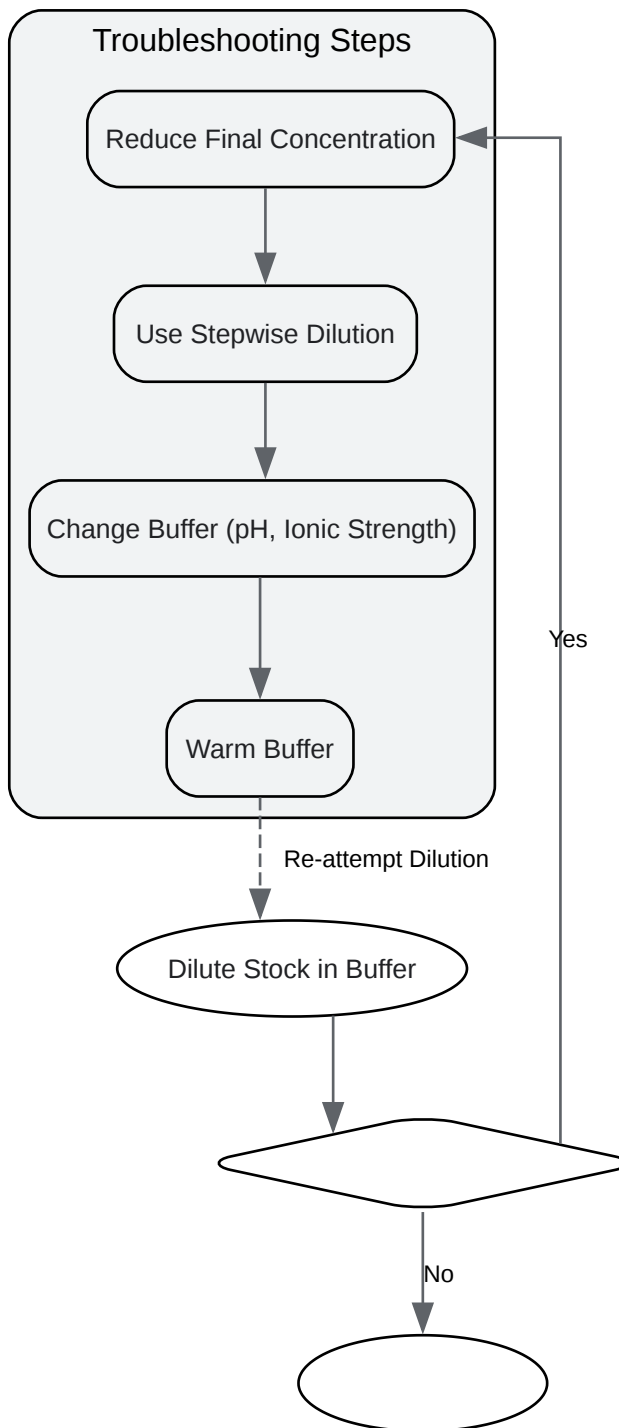 Troubleshooting Steps
Reduce Final Concentration
Use Stepwise Dilution
Change Buffer (pH, Ionic Strength)
Yes
Warm Buffer
Re-attempt Dilution
Dilute Stock in Buffer
No